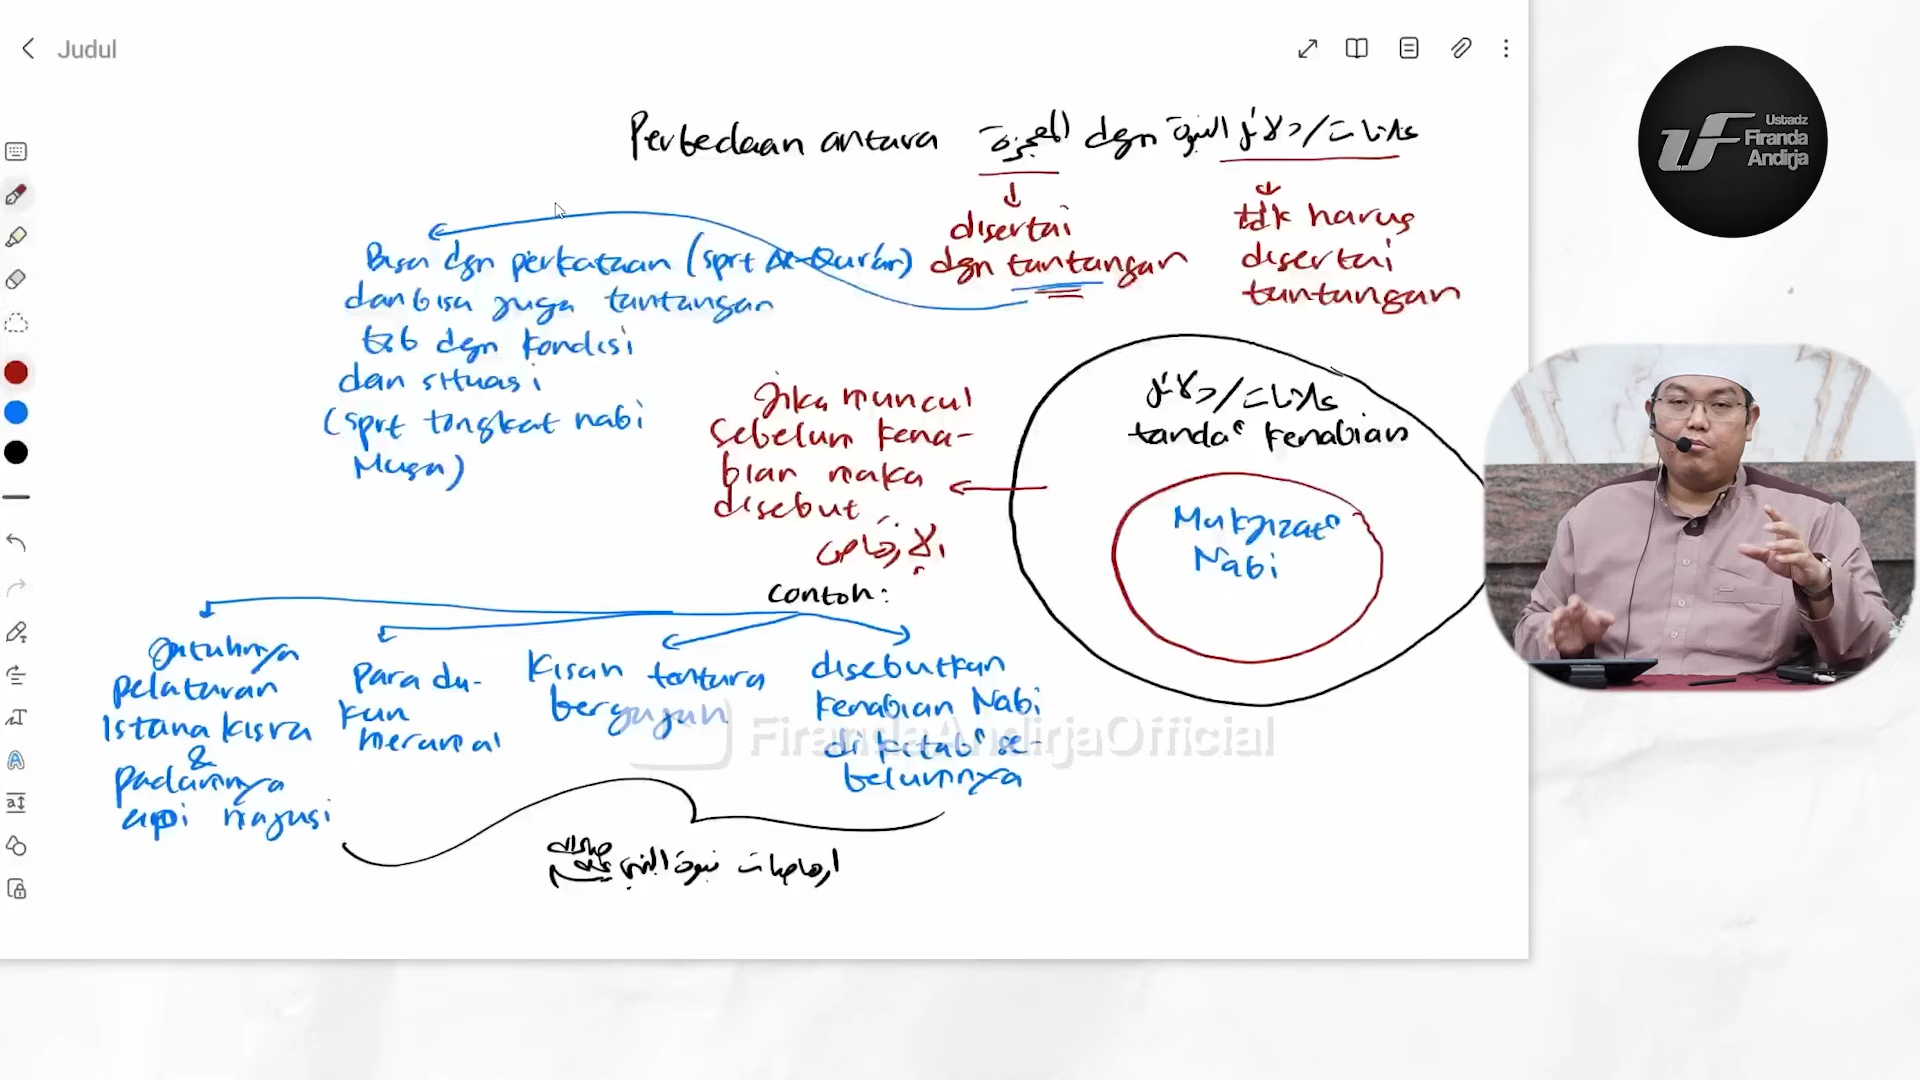 Judul
Ustadz
Firanda
Andirja
Perbedaan antara المعجزة dgn علامات/دلائل النبوة
disertai
dgn tantangan
tdk harus
disertai
tantangan
Bisa dgn perkataan (sprt Al-Qur'an)
dan bisa juga tantangan
tsb dgn kondisi
dan situasi
(sprt tongkat nabi
Musa)
Jika muncul
sebelum kena-
bian maka
disebut
الإرهاص
علامات/دلائل
tanda² kenabian
Mukjizat²
Nabi
contoh:
Jatuhnya
pelataran
Istana kisra
&
padamnya
api majusi
Para du-
kun
meramal
Kisah tentara
bergajah
disebutkan
kenabian Nabi
di kitab² se-
belumnya
FirandaAndirjaOfficial
ارهاصات نبوة النبي صلى الله عليه وسلم